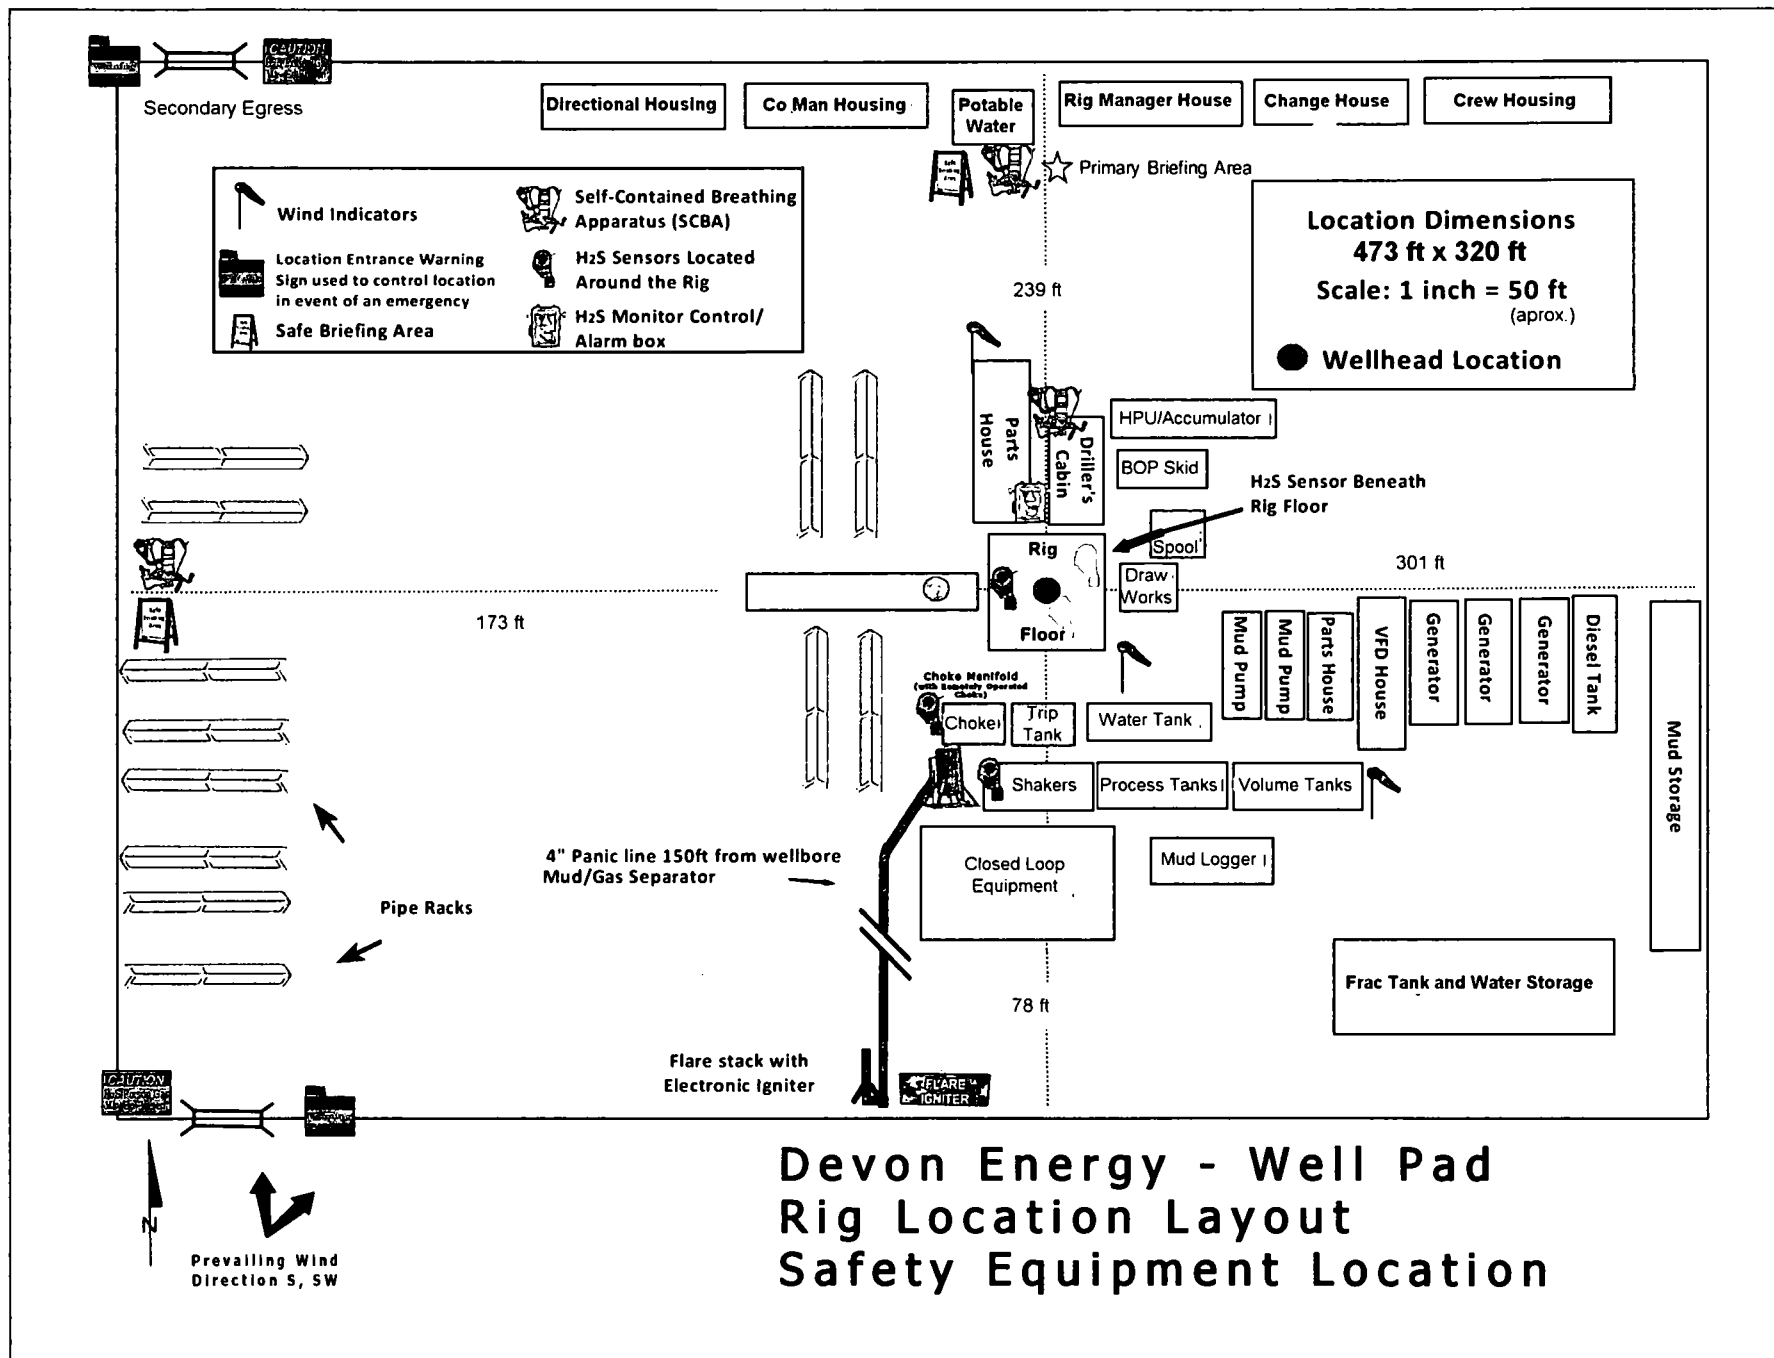 CAUTION
Warning
Secondary Egress
Directional Housing
Co Man Housing
Potable
Water
Rig Manager House
Change House
Crew Housing
Primary Briefing Area
Wind Indicators
Location Entrance Warning
Sign used to control location
in event of an emergency
Safe Briefing Area
Self-Contained Breathing
Apparatus (SCBA)
H2S Sensors Located
Around the Rig
H2S Monitor Control/
Alarm box
Location Dimensions
473 ft x 320 ft
Scale: 1 inch = 50 ft
(aprox.)
Wellhead Location
239 ft
Parts
House
Driller's
Cabin
HPU/Accumulator
BOP Skid
H2S Sensor Beneath
Rig Floor
Spool
Rig
Floor
Draw
Works
301 ft
173 ft
Mud Pump
Mud Pump
Parts House
VFD House
Generator
Generator
Generator
Diesel Tank
Mud Storage
Choke Manifold
(with Remotely Operated
Choke)
Choke
Trip
Tank
Water Tank
Shakers
Process Tanks
Volume Tanks
4" Panic line 150ft from wellbore
Mud/Gas Separator
Closed Loop
Equipment
Mud Logger
Pipe Racks
Frac Tank and Water Storage
78 ft
Flare stack with
Electronic Igniter
FLARE
IGNITER
CAUTION
N
Prevailing Wind
Direction S, SW
Devon Energy - Well Pad
Rig Location Layout
Safety Equipment Location